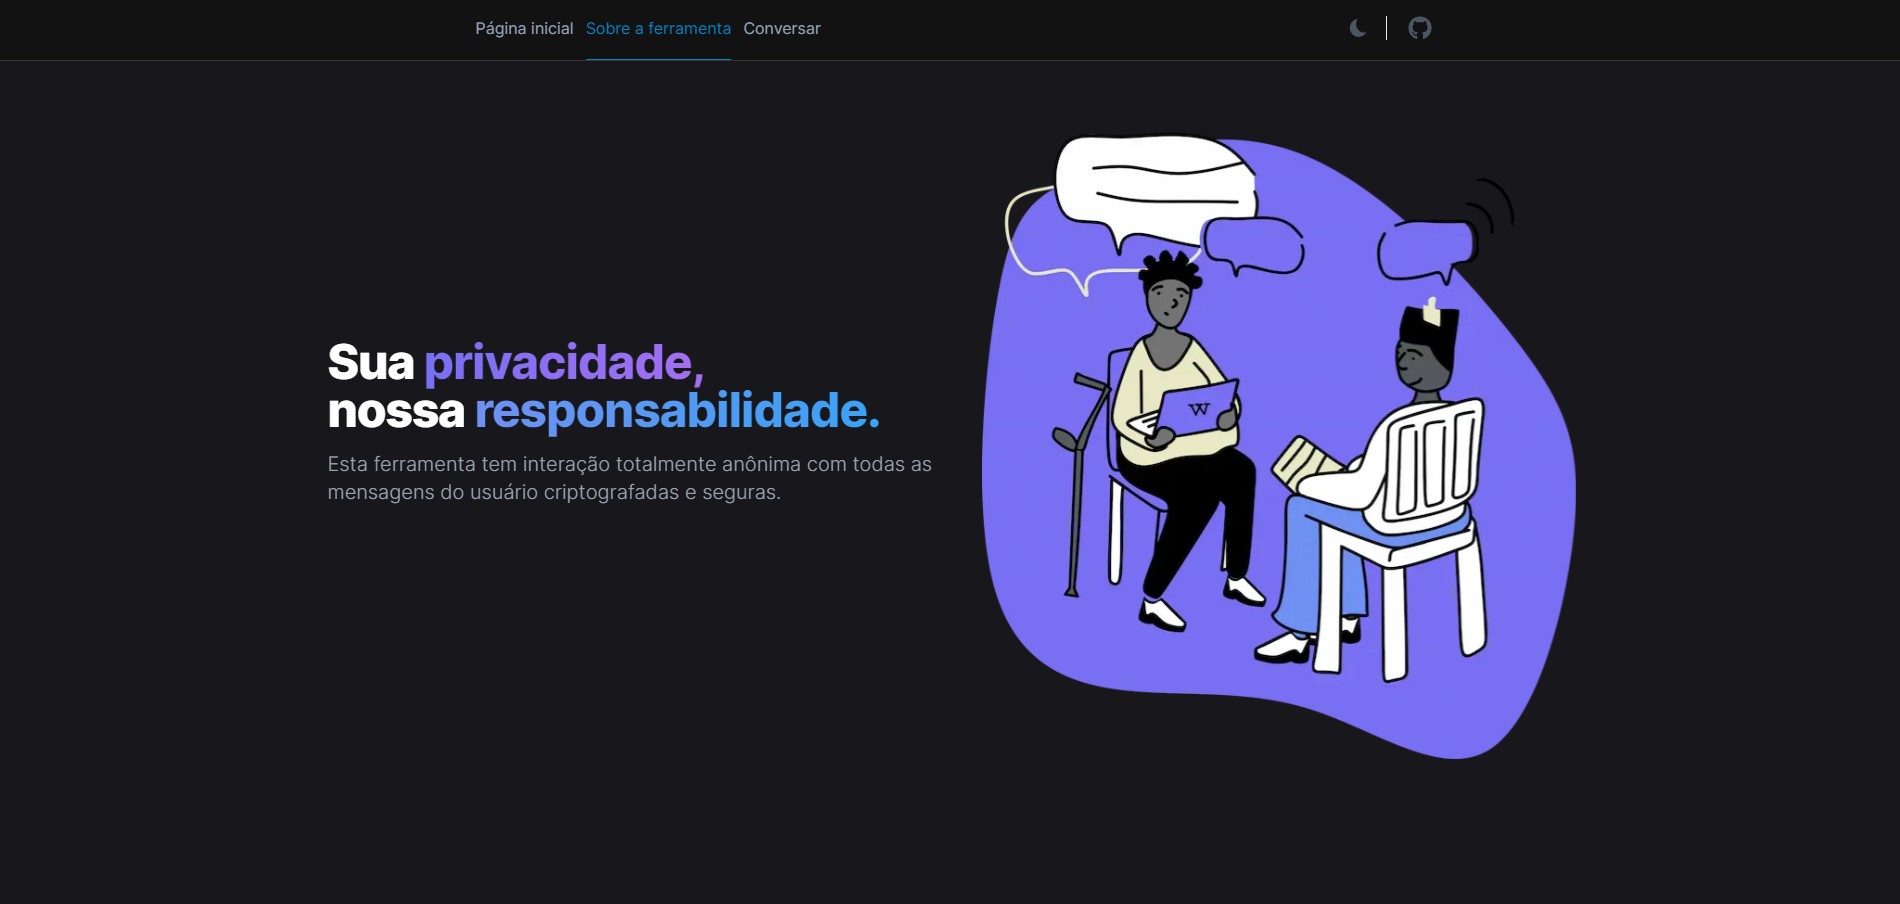 Página inicial Sobre a ferramenta Conversar
Sua privacidade,
nossa responsabilidade.
Esta ferramenta tem interação totalmente anônima com todas as
mensagens do usuário criptografadas e seguras.
W